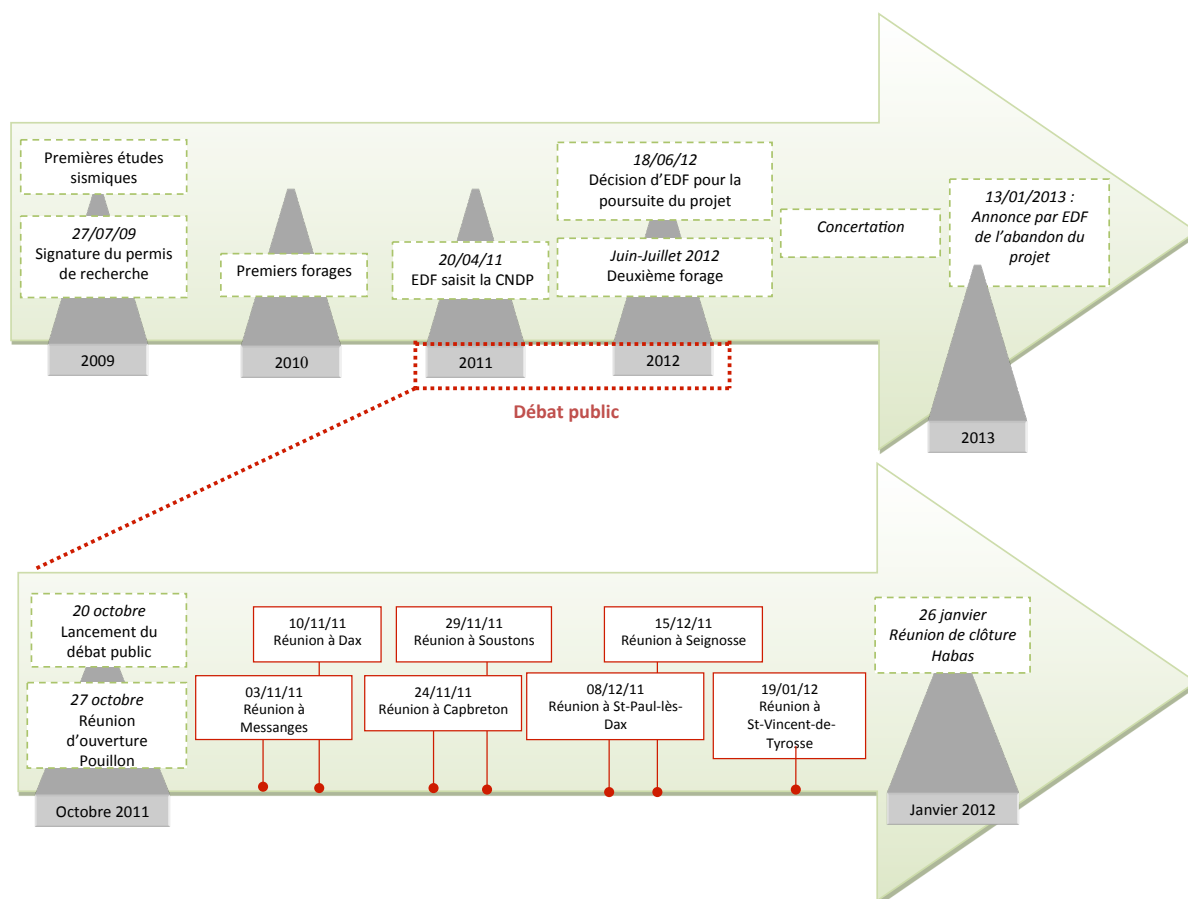 Premières études
sismiques
27/07/09
Signature du permis
de recherche
2009
Premiers forages
2010
20/04/11
EDF saisit la CNDP
2011
18/06/12
Décision d’EDF pour la
poursuite du projet
Juin-Juillet 2012
Deuxième forage
2012
Concertation
13/01/2013 :
Annonce par EDF
de l’abandon du
projet
2013
Débat public
20 octobre
Lancement du
débat public
27 octobre
Réunion
d’ouverture
Pouillon
Octobre 2011
10/11/11
Réunion à Dax
03/11/11
Réunion à
Messanges
29/11/11
Réunion à Soustons
24/11/11
Réunion à Capbreton
15/12/11
Réunion à Seignosse
08/12/11
Réunion à St-Paul-lès-
Dax
19/01/12
Réunion à
St-Vincent-de-
Tyrosse
26 janvier
Réunion de clôture
Habas
Janvier 2012